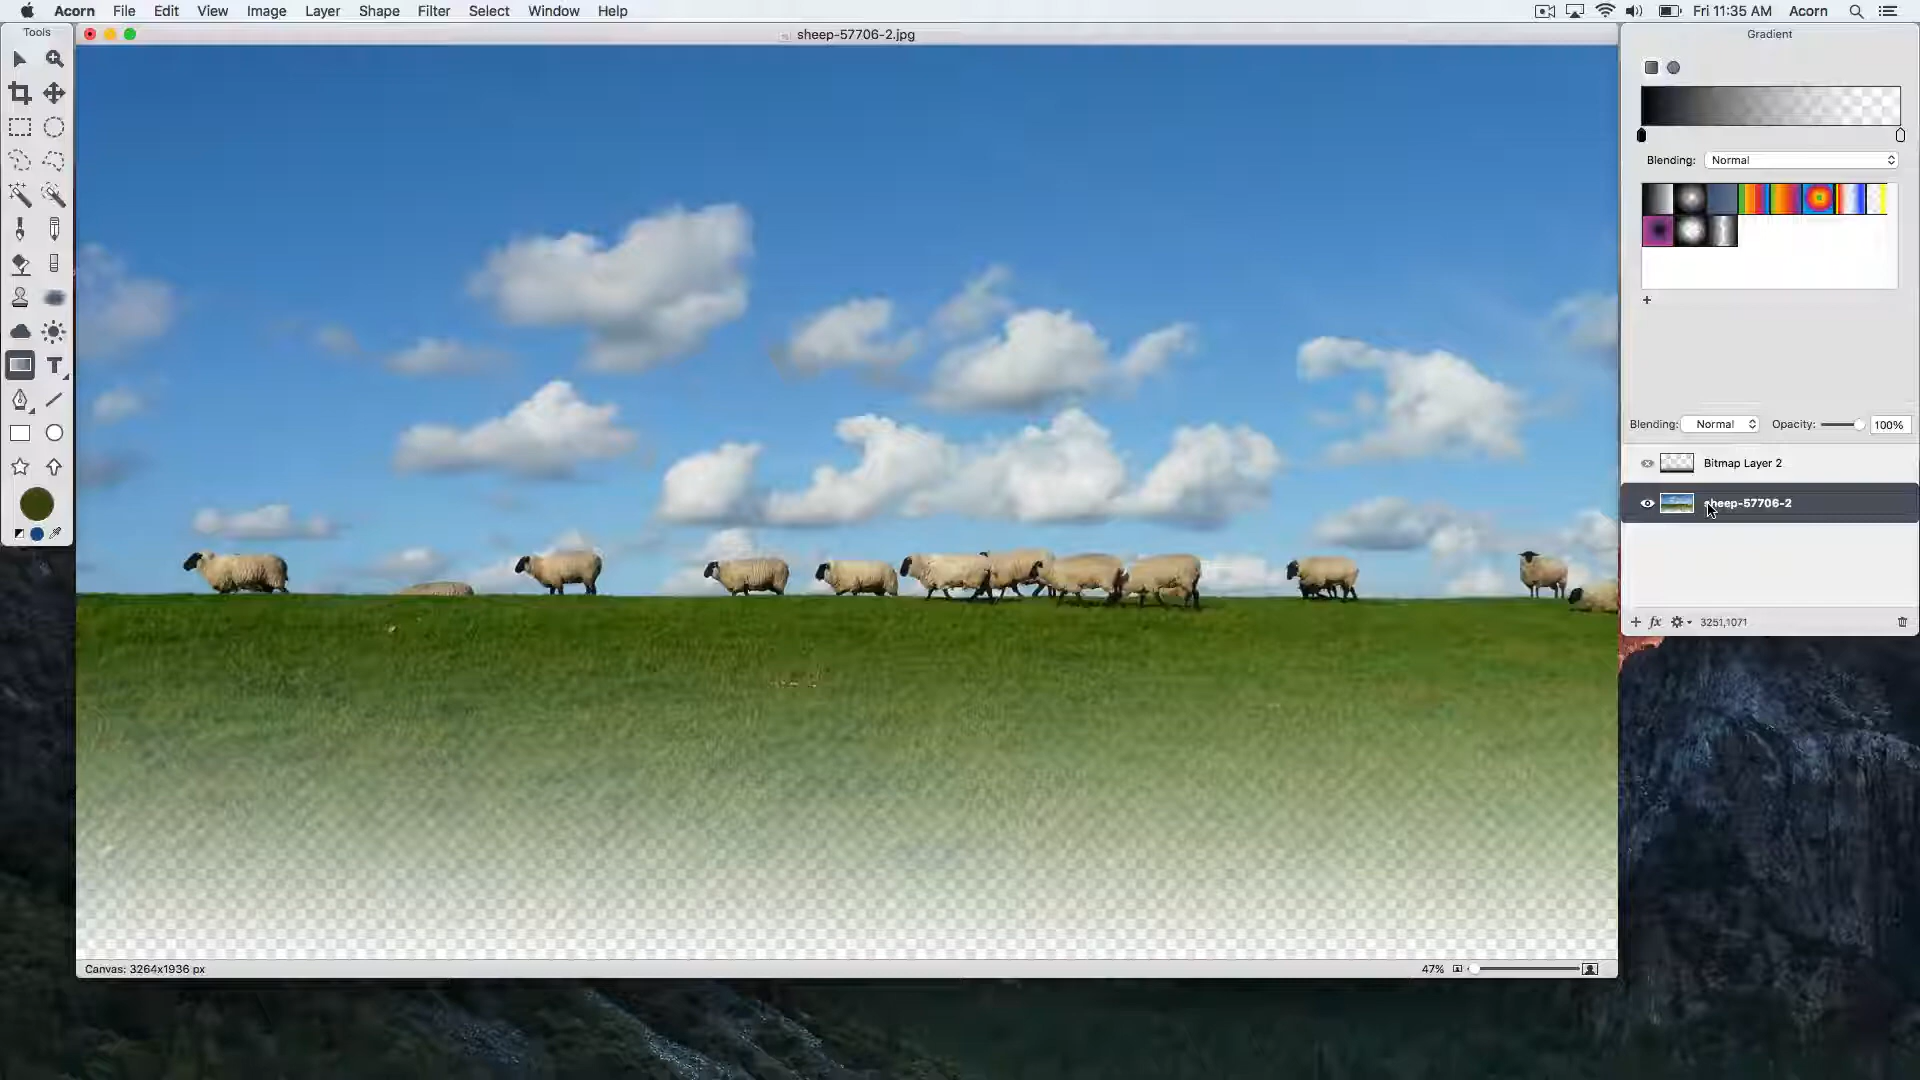 Acorn File Edit View Image Layer Shape Filter Select Window Help Fri 11:35 AM Acorn
Tools
sheep-57706-2.jpg
Gradient
Blending: Normal
Blending: Normal Opacity: 100%
Bitmap Layer 2
sheep-57706-2
fx 3251,1071
Canvas: 3264x1936 px
47%